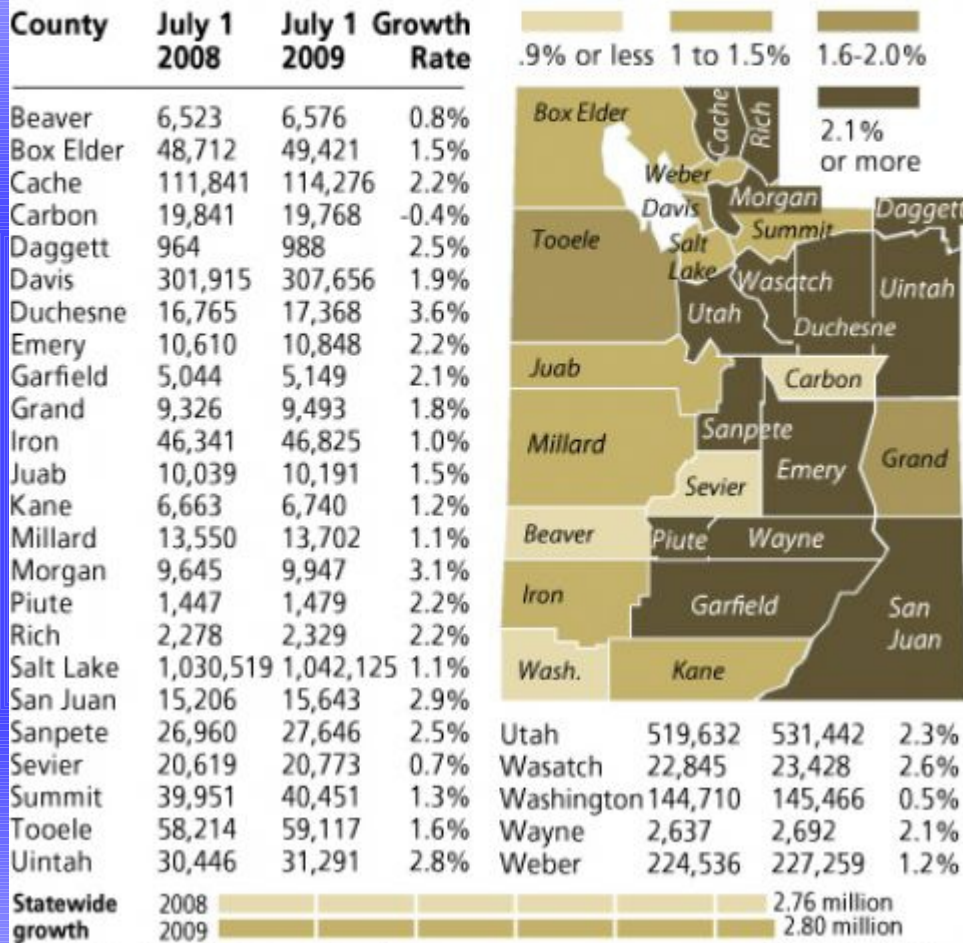 County July 1 2008 July 1 2009 Growth Rate
Beaver 6,523 6,576 0.8%
Box Elder 48,712 49,421 1.5%
Cache 111,841 114,276 2.2%
Carbon 19,841 19,768 -0.4%
Daggett 964 988 2.5%
Davis 301,915 307,656 1.9%
Duchesne 16,765 17,368 3.6%
Emery 10,610 10,848 2.2%
Garfield 5,044 5,149 2.1%
Grand 9,326 9,493 1.8%
Iron 46,341 46,825 1.0%
Juab 10,039 10,191 1.5%
Kane 6,663 6,740 1.2%
Millard 13,550 13,702 1.1%
Morgan 9,645 9,947 3.1%
Piute 1,447 1,479 2.2%
Rich 2,278 2,329 2.2%
Salt Lake 1,030,519 1,042,125 1.1%
San Juan 15,206 15,643 2.9%
Sanpete 26,960 27,646 2.5%
Sevier 20,619 20,773 0.7%
Summit 39,951 40,451 1.3%
Tooele 58,214 59,117 1.6%
Uintah 30,446 31,291 2.8%
Utah 519,632 531,442 2.3%
Wasatch 22,845 23,428 2.6%
Washington 144,710 145,466 0.5%
Wayne 2,637 2,692 2.1%
Weber 224,536 227,259 1.2%
.9% or less 1 to 1.5% 1.6-2.0%
2.1%
or more
Box Elder
Cache
Rich
Weber
Morgan
Davis
Daggett
Tooele
Salt
Lake
Summit
Wasatch
Uintah
Utah
Duchesne
Juab
Carbon
Millard
Sanpete
Emery
Grand
Sevier
Beaver
Piute
Wayne
Iron
Garfield
San
Juan
Wash.
Kane
Statewide
growth
2008 2.76 million
2009 2.80 million